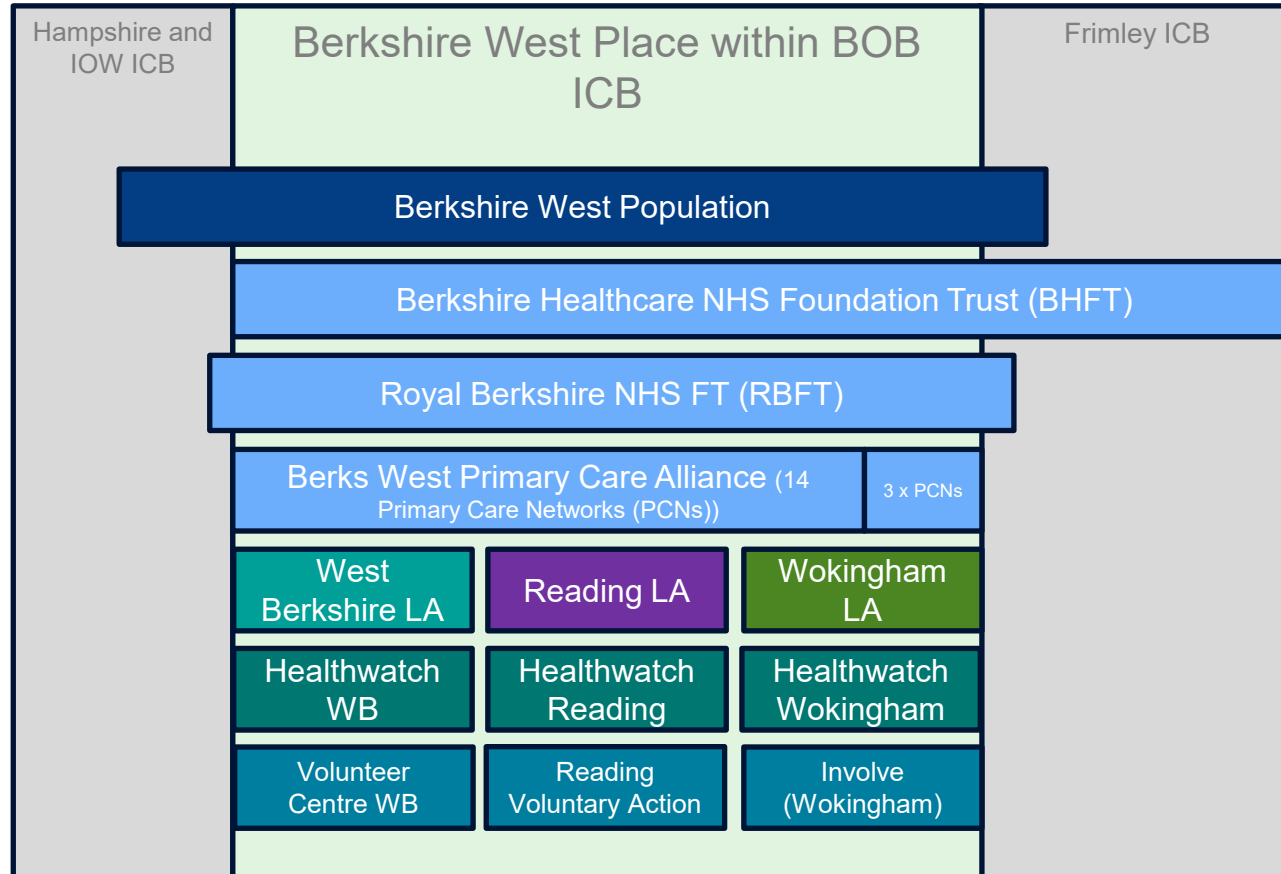 Hampshire and
IOW ICB
Berkshire West Place within BOB
ICB
Frimley ICB
Berkshire West Population
Berkshire Healthcare NHS Foundation Trust (BHFT)
Royal Berkshire NHS FT (RBFT)
Berks West Primary Care Alliance (14
Primary Care Networks (PCNs))
3 x PCNs
West
Berkshire LA
Reading LA
Wokingham
LA
Healthwatch
WB
Healthwatch
Reading
Healthwatch
Wokingham
Volunteer
Centre WB
Reading
Voluntary Action
Involve
(Wokingham)